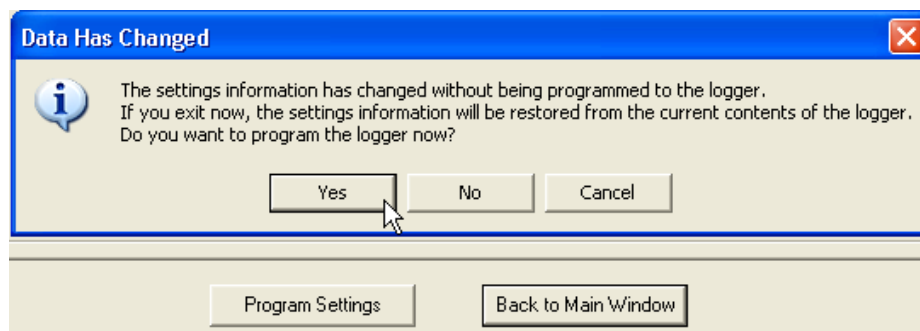 Data Has Changed
The settings information has changed without being programmed to the logger.
If you exit now, the settings information will be restored from the current contents of the logger.
Do you want to program the logger now?
Yes No Cancel
Program Settings Back to Main Window